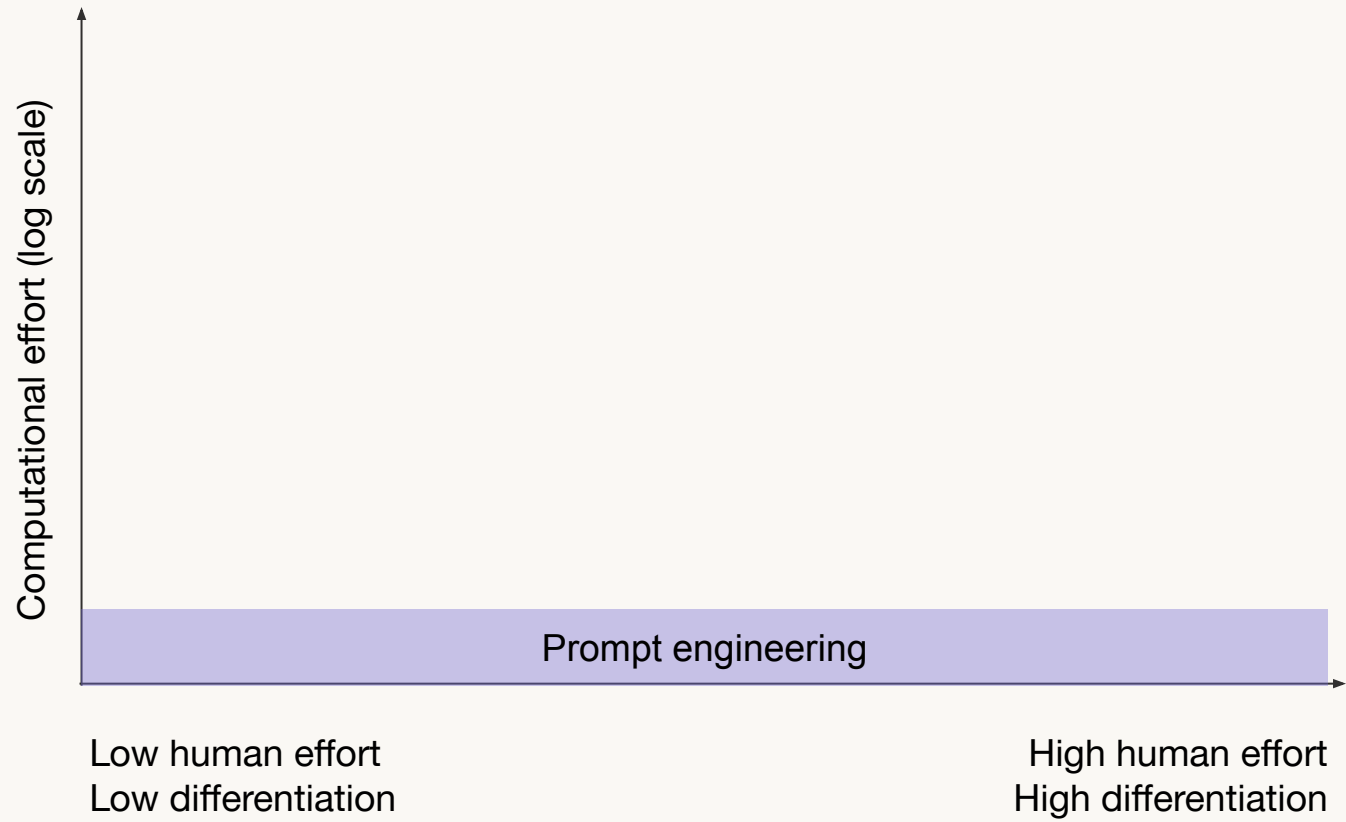 Computational effort (log scale)
Prompt engineering
Low human effort
Low differentiation
High human effort
High differentiation